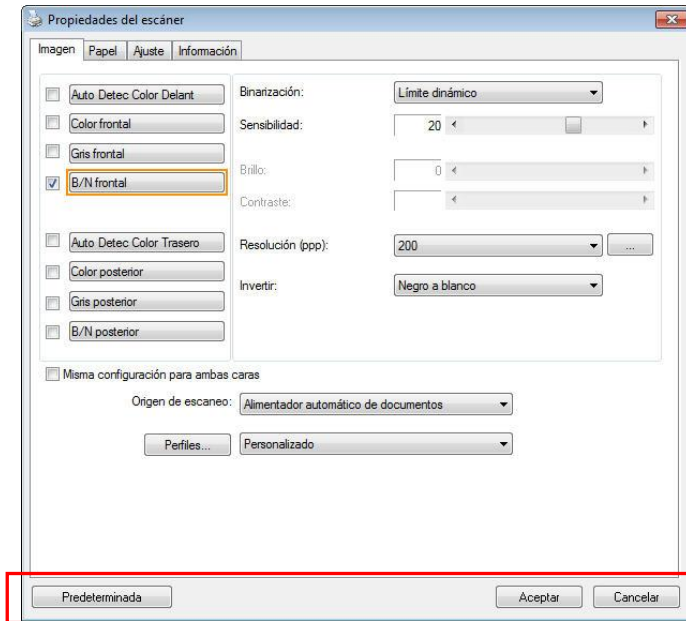 Propiedades del escáner
Imagen Papel Ajuste Información
Auto Detec Color Delant
Color frontal
Gris frontal
B/N frontal
Auto Detec Color Trasero
Color posterior
Gris posterior
B/N posterior
Binarización: Límite dinámico
Sensibilidad: 20
Brillo: 0
Contraste:
Resolución (ppp): 200 ...
Invertir: Negro a blanco
Misma configuración para ambas caras
Origen de escaneo: Alimentador automático de documentos
Perfiles... Personalizado
Predeterminada Aceptar Cancelar